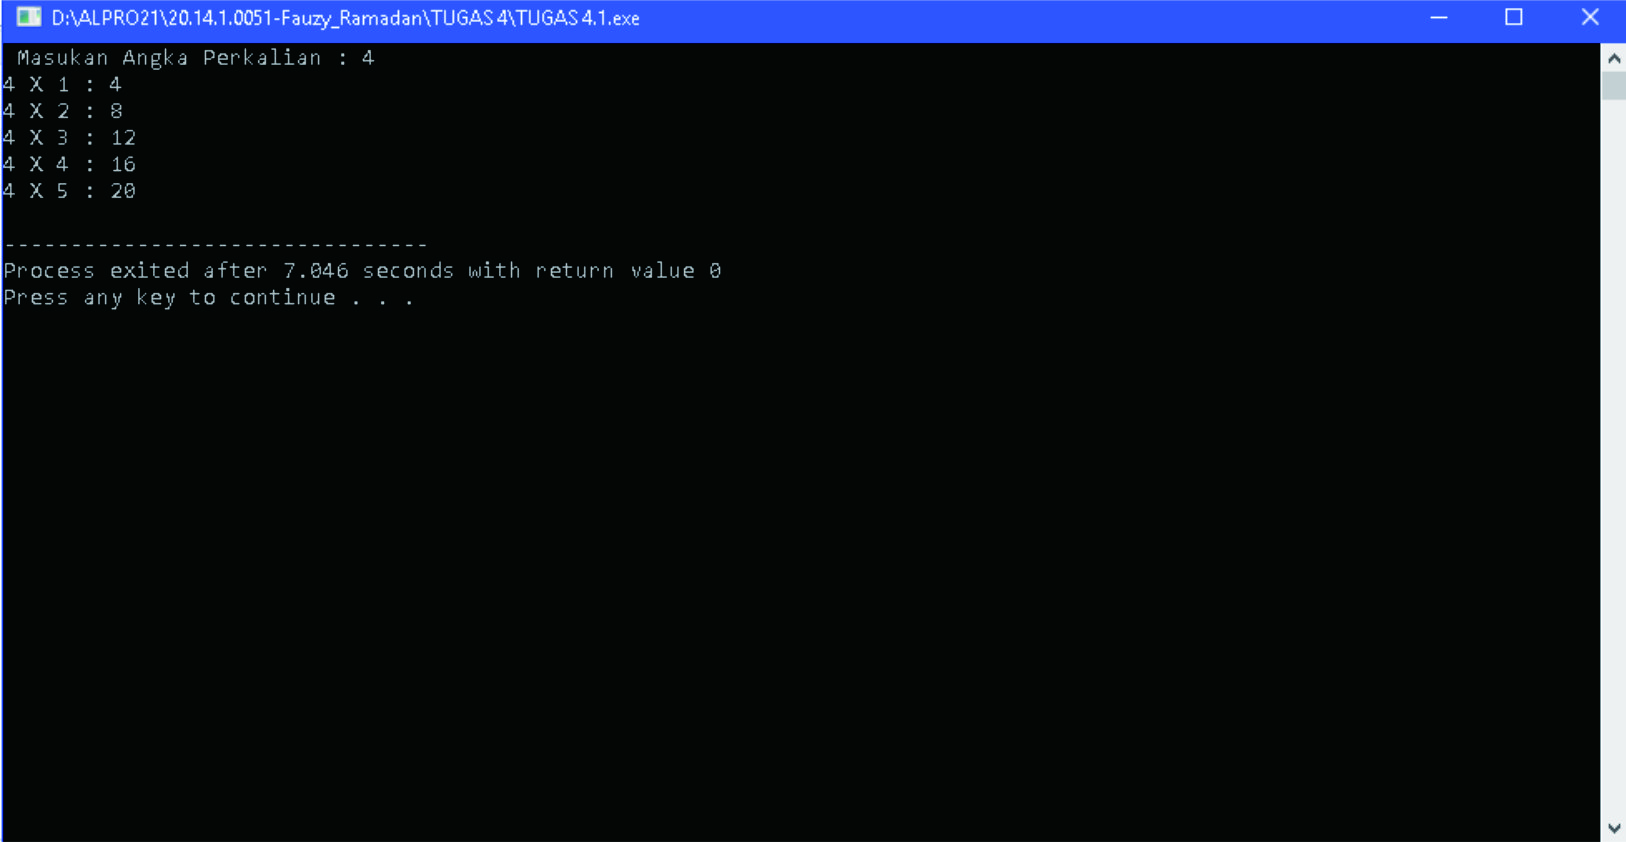 D:\ALPRO21\20.14.1.0051-Fauzy_Ramadan\TUGAS 4\TUGAS 4.1.exe
Masukan Angka Perkalian : 4
4 X 1 : 4
4 X 2 : 8
4 X 3 : 12
4 X 4 : 16
4 X 5 : 20
--------------------------------
Process exited after 7.046 seconds with return value 0
Press any key to continue . . .